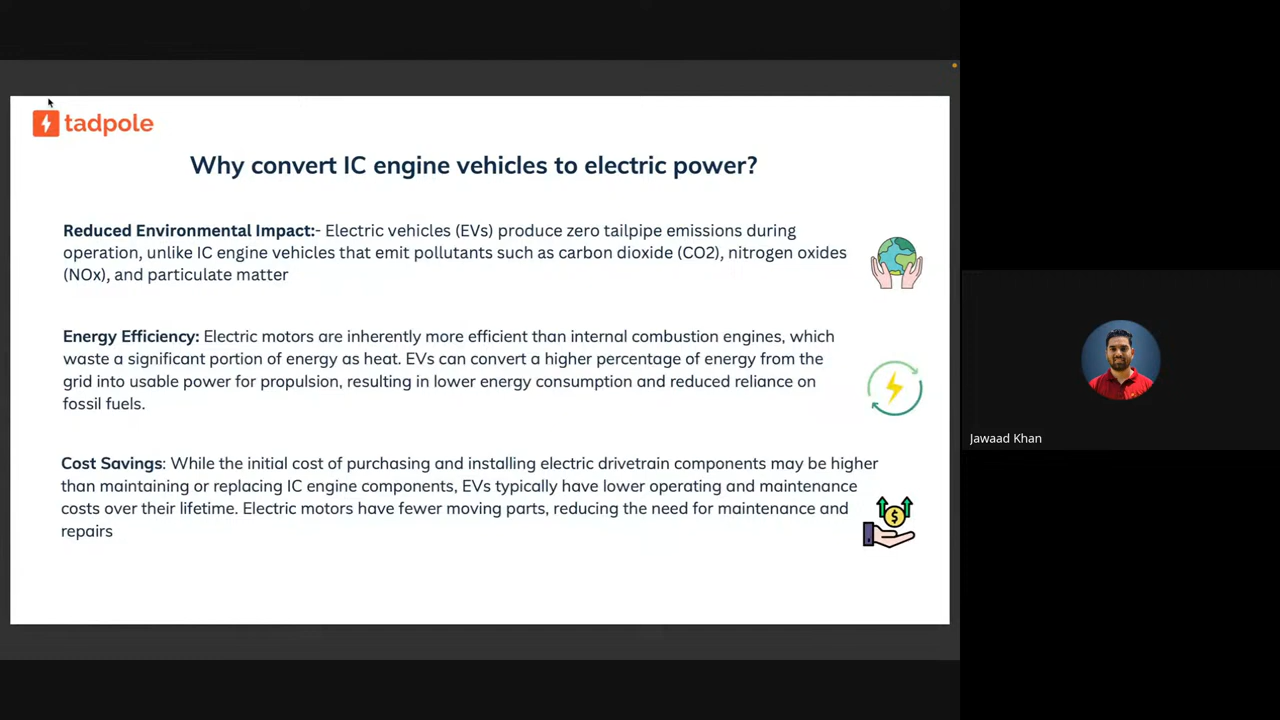 tadpole
Why convert IC engine vehicles to electric power?
Reduced Environmental Impact:- Electric vehicles (EVs) produce zero tailpipe emissions during
operation, unlike IC engine vehicles that emit pollutants such as carbon dioxide (CO2), nitrogen oxides
(NOx), and particulate matter
Energy Efficiency: Electric motors are inherently more efficient than internal combustion engines, which
waste a significant portion of energy as heat. EVs can convert a higher percentage of energy from the
grid into usable power for propulsion, resulting in lower energy consumption and reduced reliance on
fossil fuels.
Cost Savings: While the initial cost of purchasing and installing electric drivetrain components may be higher
than maintaining or replacing IC engine components, EVs typically have lower operating and maintenance
costs over their lifetime. Electric motors have fewer moving parts, reducing the need for maintenance and
repairs
$
Jawaad Khan